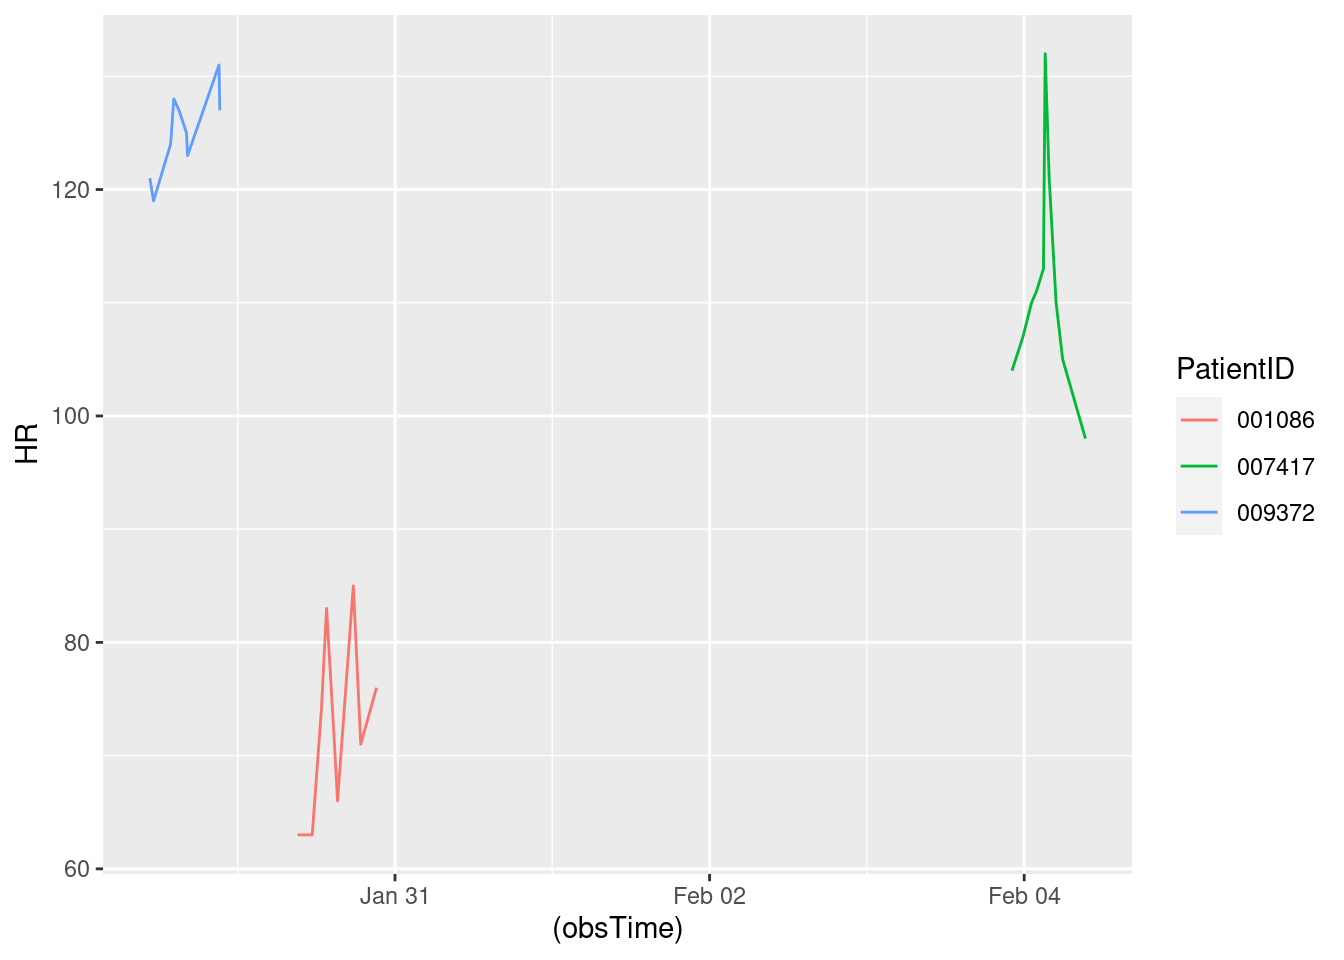 120
100
80
60
HR
Jan 31
Feb 02
Feb 04
(obsTime)
PatientID
001086
007417
009372